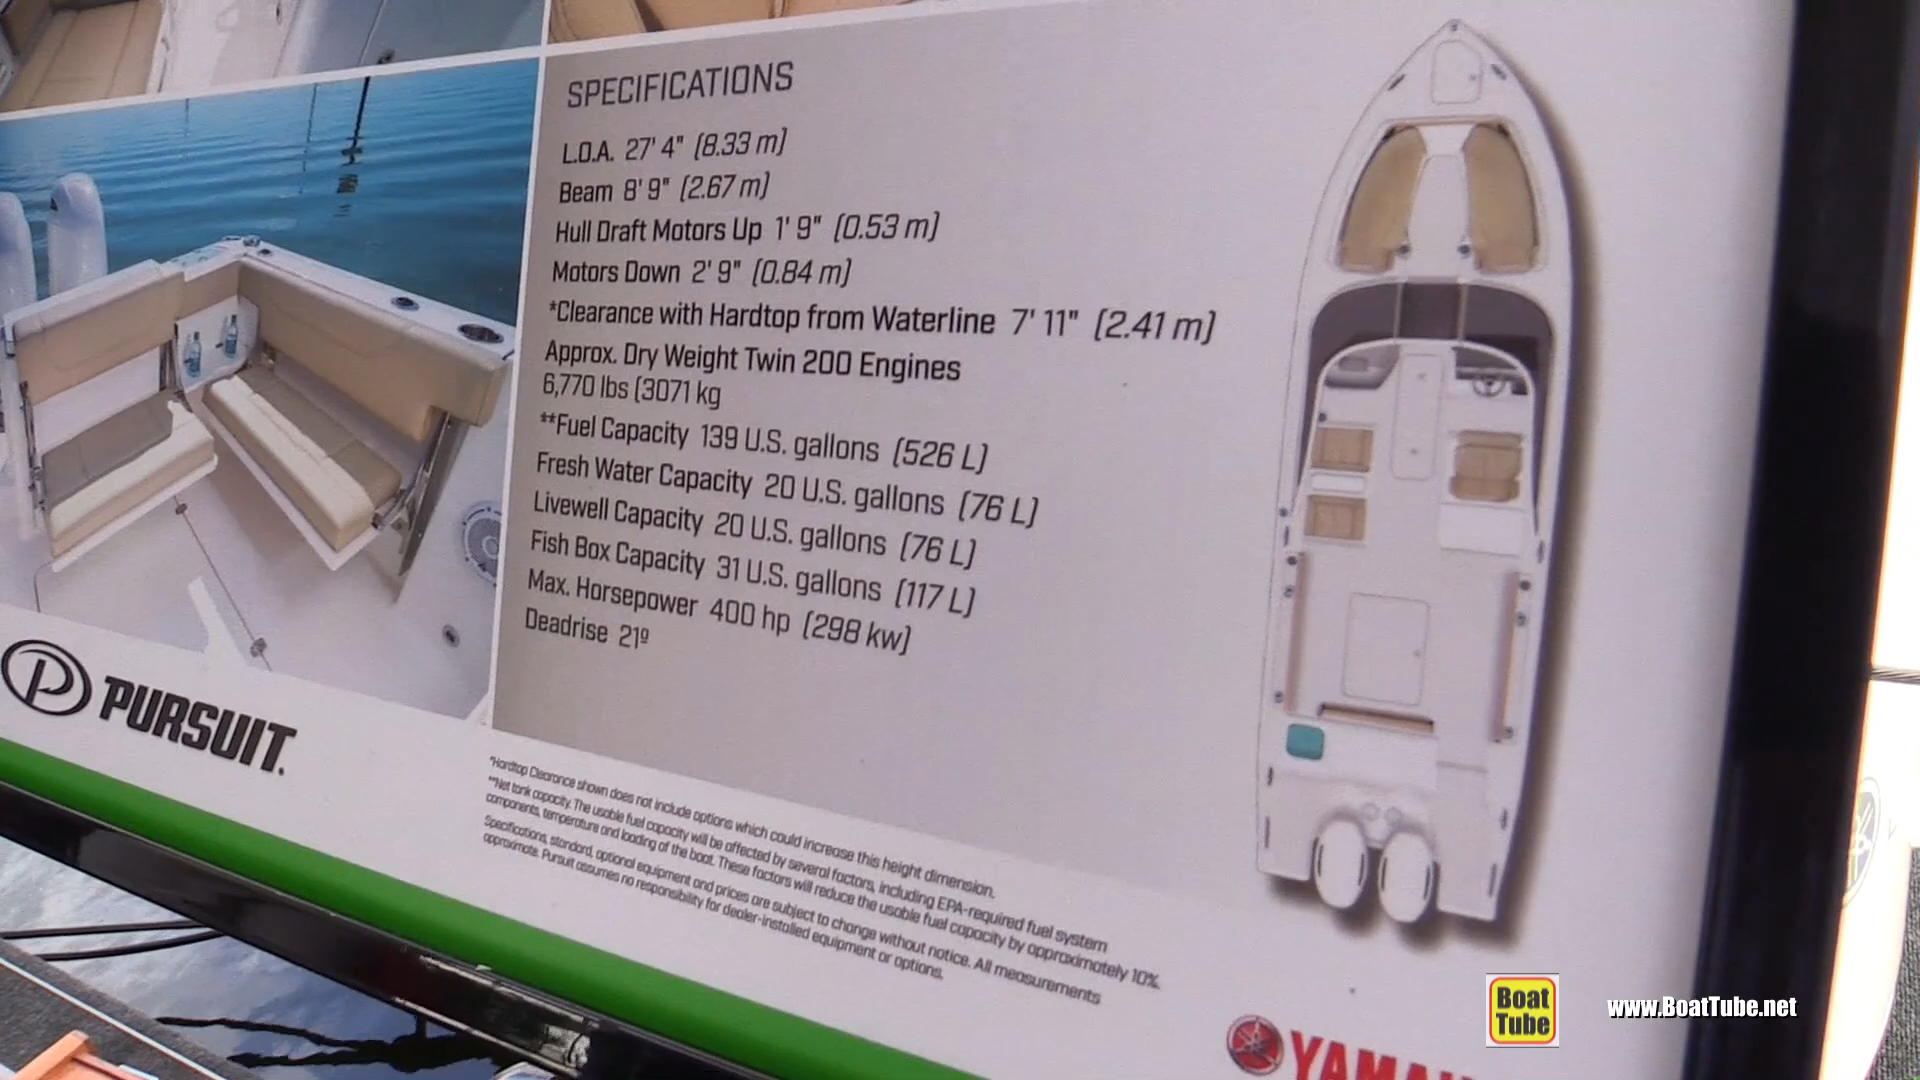 SPECIFICATIONS
L.O.A. 27' 4" (8.33 m)
Beam 8' 9" (2.67 m)
Hull Draft Motors Up 1' 9" (0.53 m)
Motors Down 2' 9" (0.84 m)
*Clearance with Hardtop from Waterline 7' 11" (2.41 m)
Approx. Dry Weight Twin 200 Engines
6,770 lbs (3071 kg
**Fuel Capacity 139 U.S. gallons (526 L)
Fresh Water Capacity 20 U.S. gallons (76 L)
Livewell Capacity 20 U.S. gallons (76 L)
Fish Box Capacity 31 U.S. gallons (117 L)
Max. Horsepower 400 hp (298 kw)
Deadrise 21º
P PURSUIT.
*Hardtop Clearance shown does not include options which could increase this height dimension.
**Net tank capacity. The usable fuel capacity will be affected by several factors, including EPA-required fuel system
components, temperature and loading of the boat. These factors will reduce the usable fuel capacity by approximately 10%.
Specifications, standard, optional equipment and prices are subject to change without notice. All measurements
approximate. Pursuit assumes no responsibility for dealer-installed equipment or options.
Boat
Tube
www.BoatTube.net
YAMAH